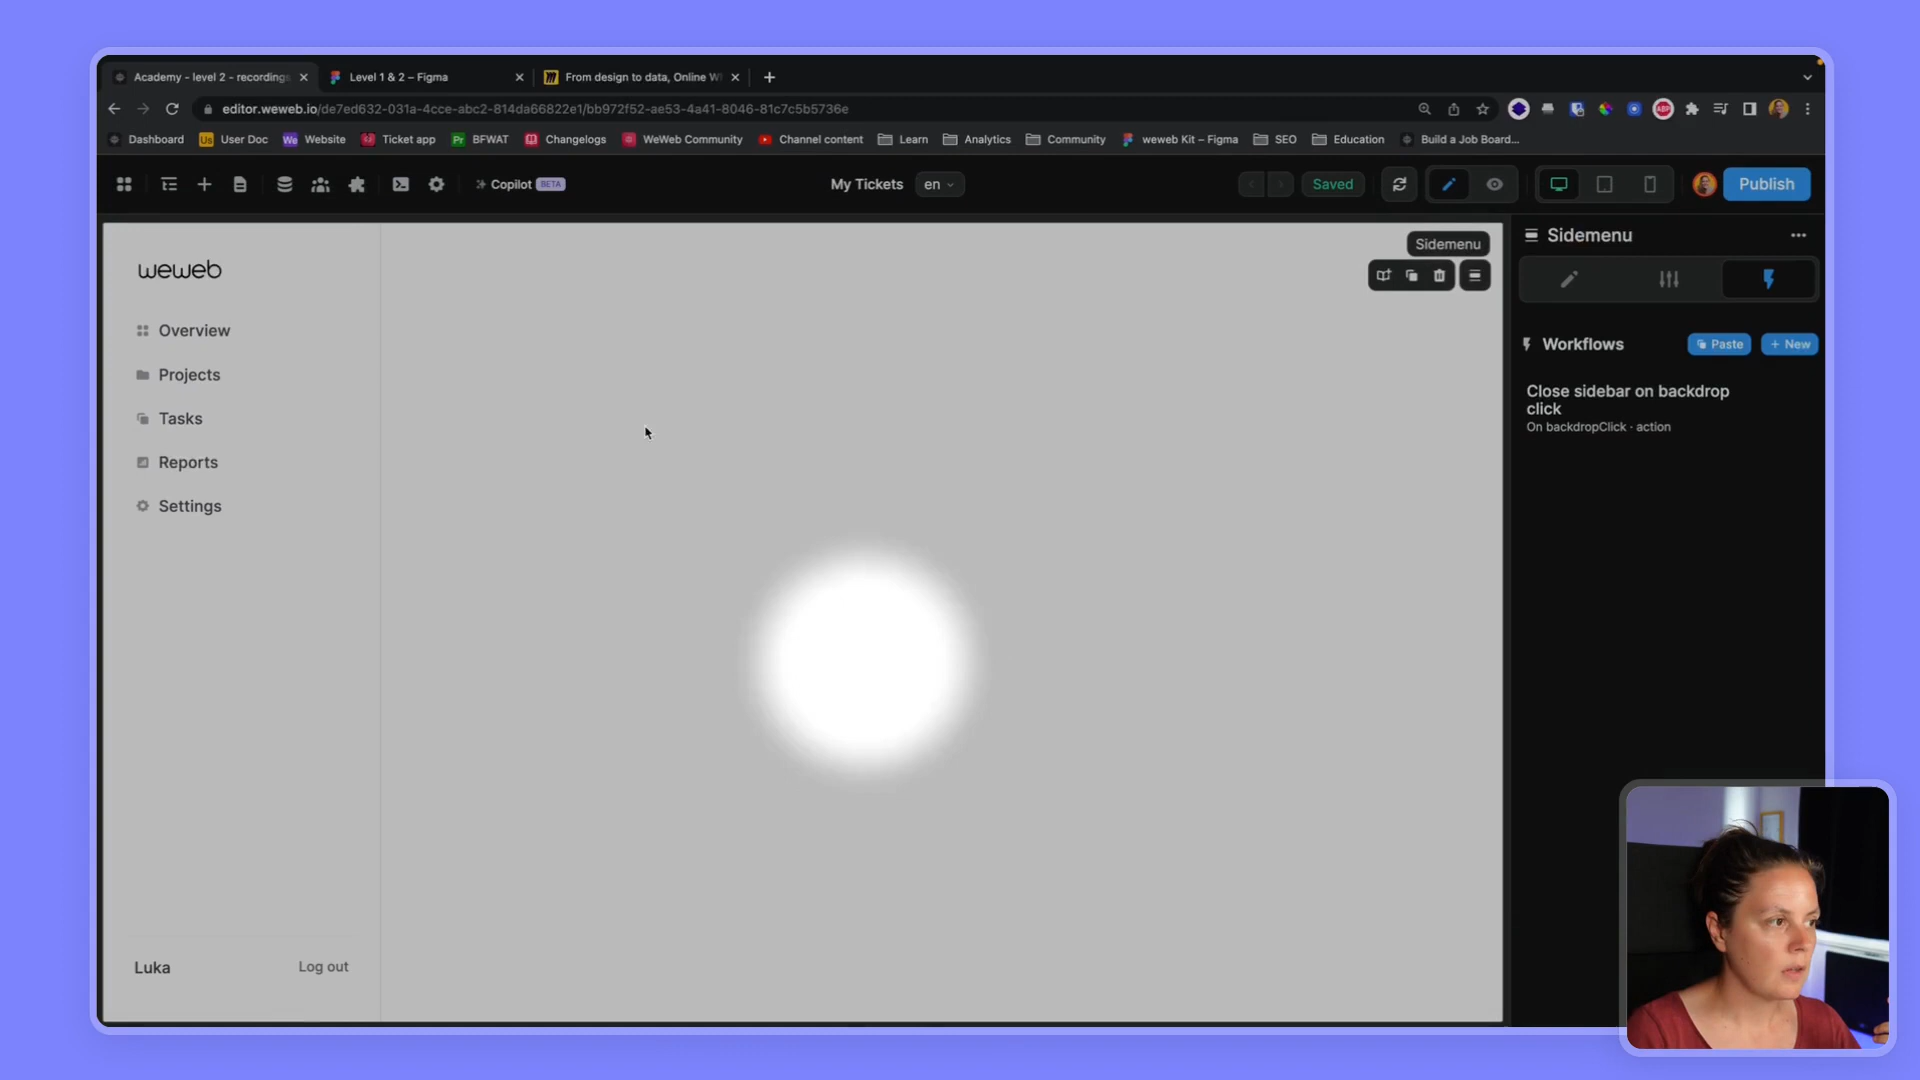 Academy - level 2 - recordings
Level 1 & 2 – Figma
From design to data, Online W
editor.weweb.io/de7ed632-031a-4cce-abc2-814da66822e1/bb972f52-ae53-4a41-8046-81c7c5b5736e
ABP
Dashboard
Us User Doc
We Website
Ticket app
Pr BFWAT
Changelogs
WeWeb Community
Channel content
Learn
Analytics
Community
weweb Kit – Figma
SEO
Education
Build a Job Board...
Copilot BETA
My Tickets
en
Saved
Publish
weweb
Overview
Projects
Tasks
Reports
Settings
Luka
Log out
Sidemenu
Sidemenu
Workflows
Paste
+ New
Close sidebar on backdrop
click
On backdropClick · action